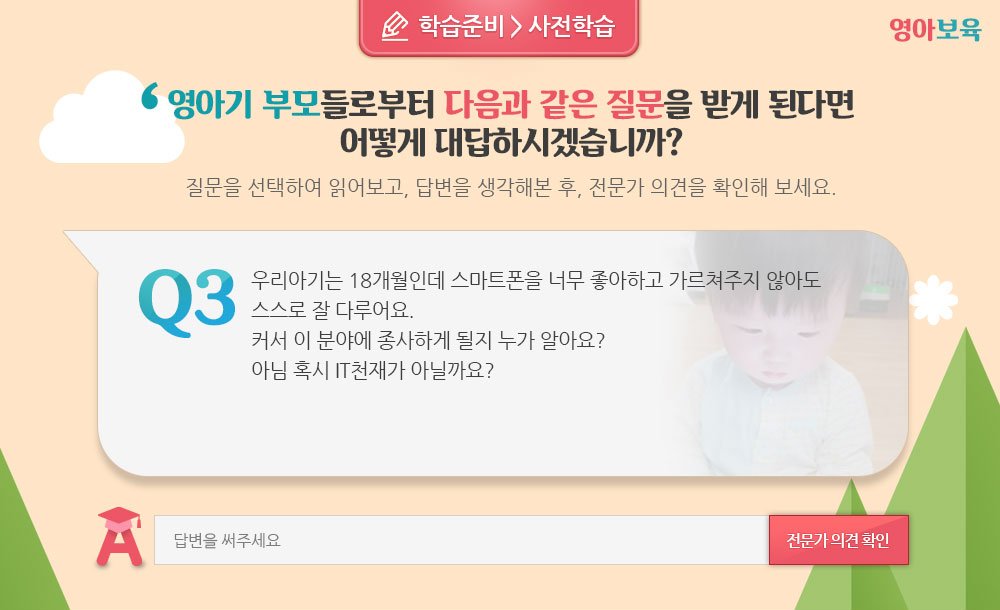 학습준비 > 사전학습
영아보육
‘영아기 부모들로부터 다음과 같은 질문을 받게 된다면
어떻게 대답하시겠습니까?
질문을 선택하여 읽어보고, 답변을 생각해본 후, 전문가 의견을 확인해 보세요.
Q3
우리아기는 18개월인데 스마트폰을 너무 좋아하고 가르쳐주지 않아도
스스로 잘 다루어요.
커서 이 분야에 종사하게 될지 누가 알아요?
아님 혹시 IT천재가 아닐까요?
A
답변을 써주세요
전문가 의견 확인